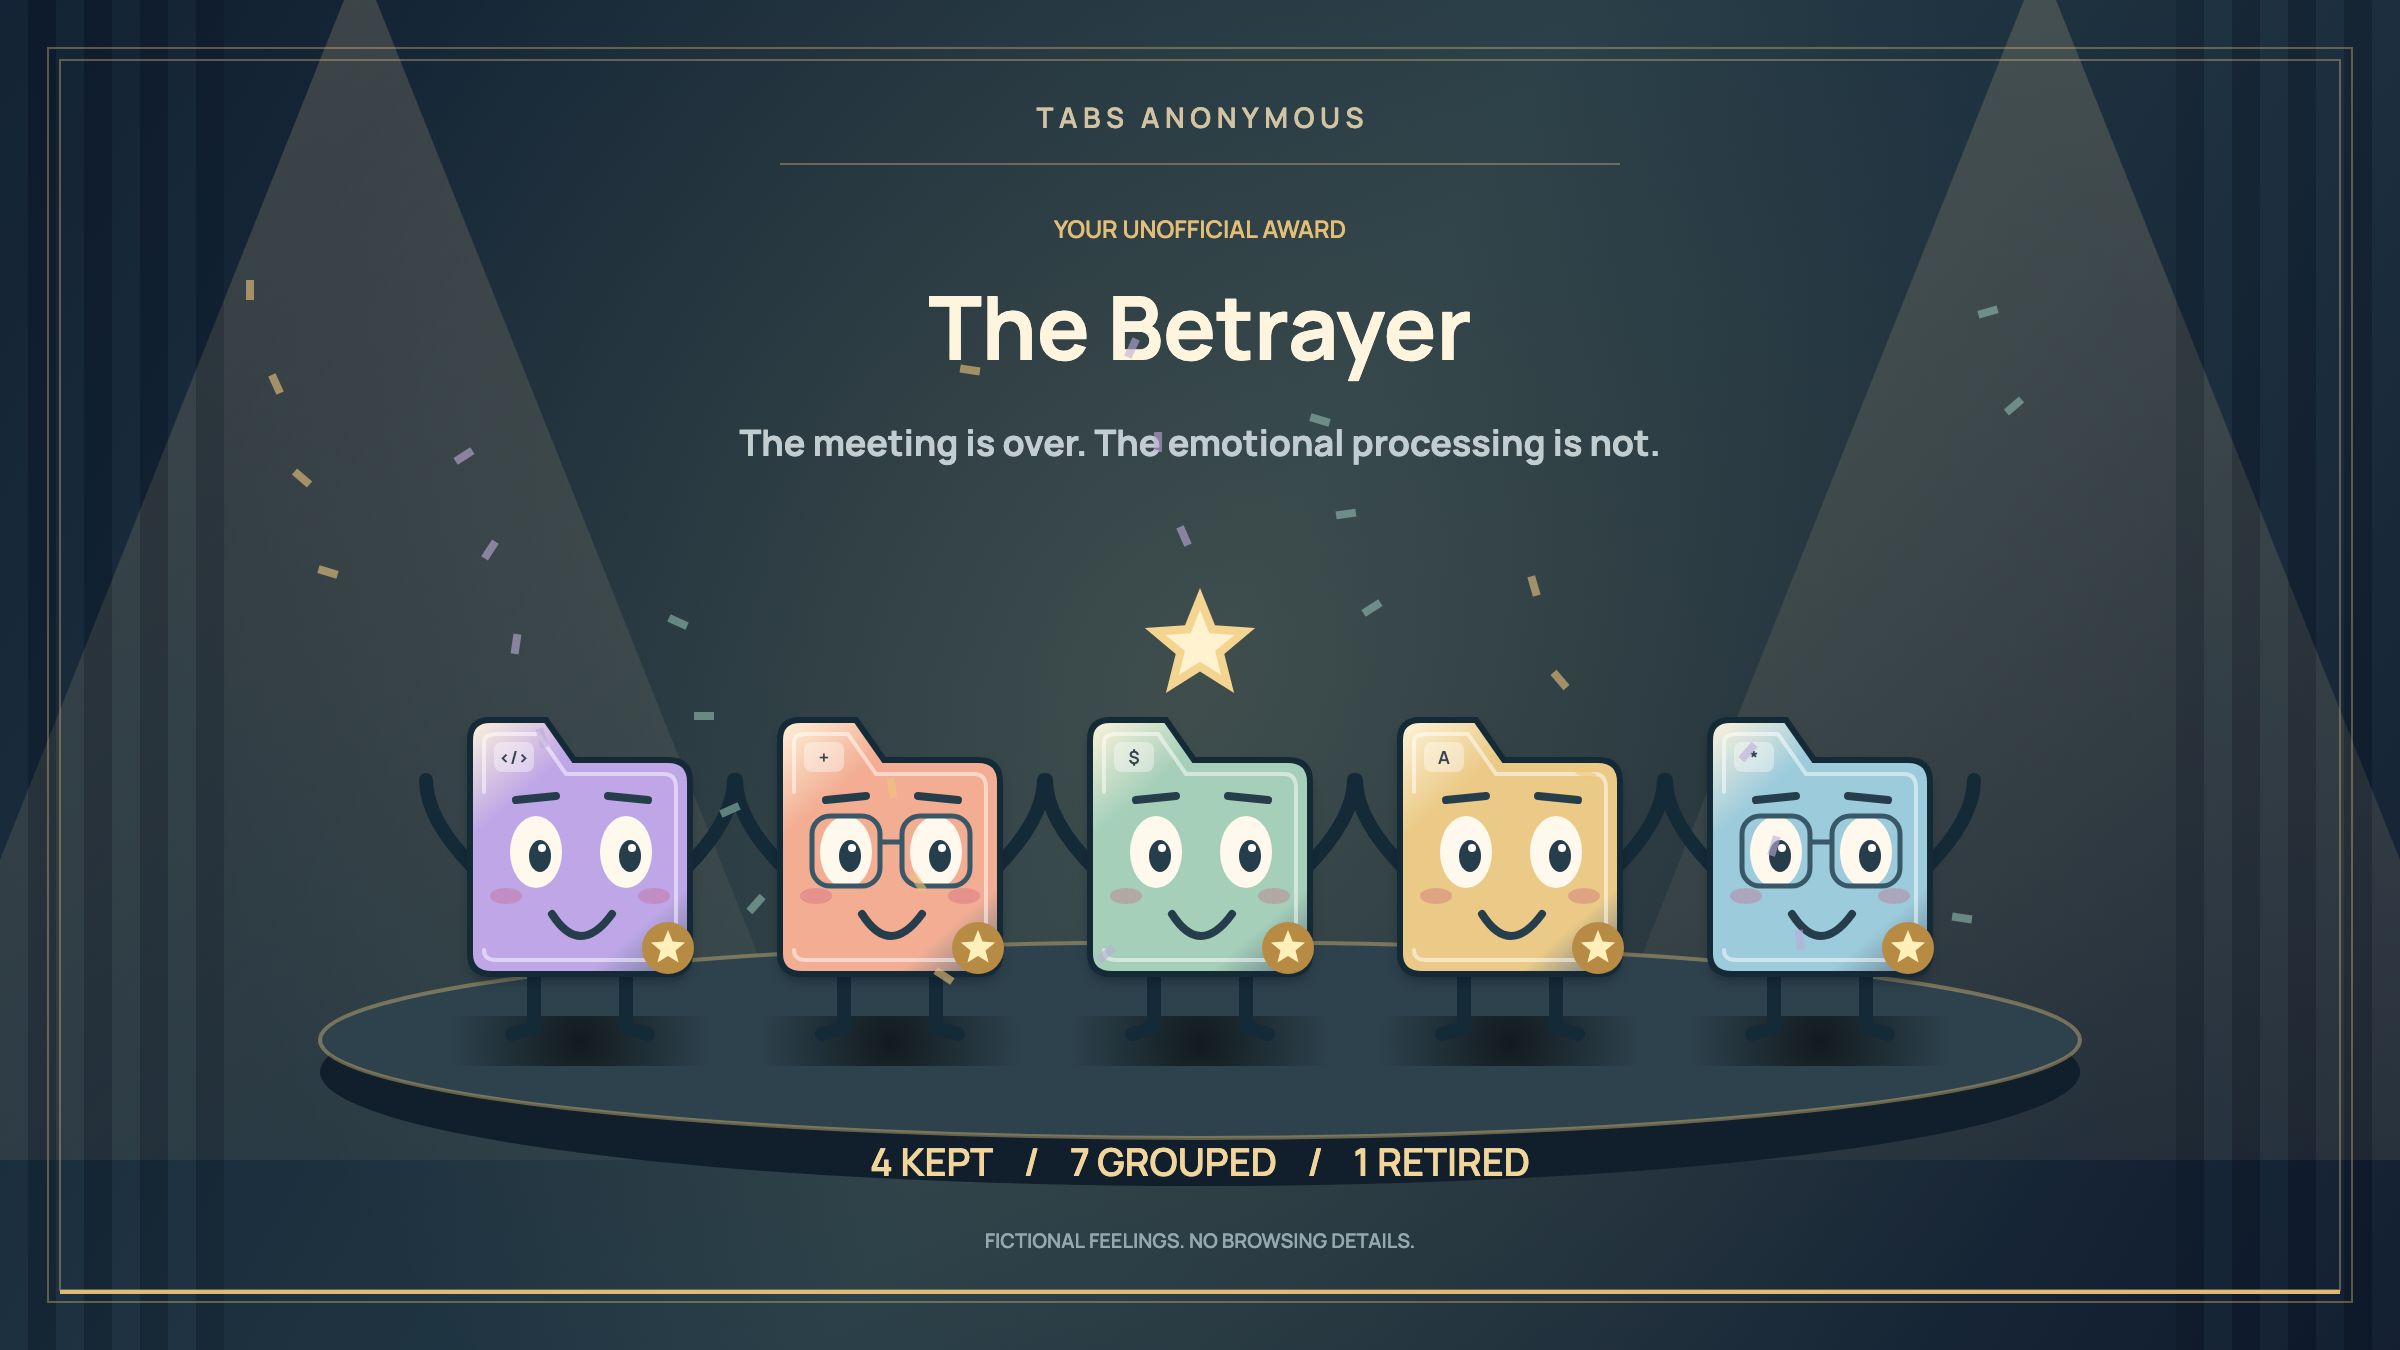 TABS ANONYMOUS
YOUR UNOFFICIAL AWARD
The Betrayer
The meeting is over. The emotional processing is not.
</> + $ A *
4 KEPT / 7 GROUPED / 1 RETIRED
FICTIONAL FEELINGS. NO BROWSING DETAILS.